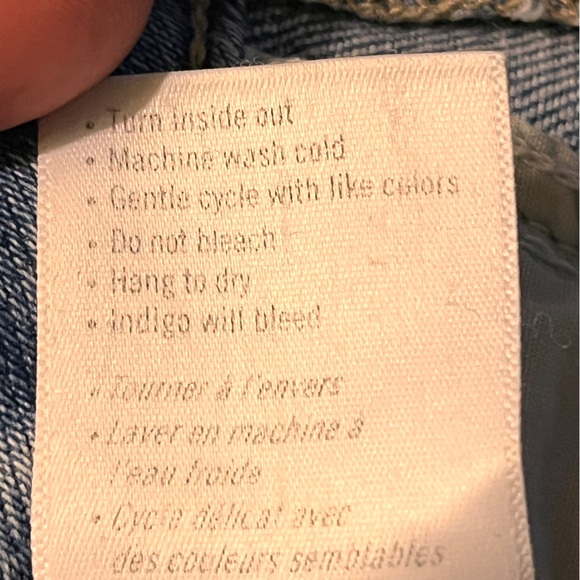 • Turn inside out
• Machine wash cold
• Gentle cycle with like colors
• Do not bleach
• Hang to dry
• Indigo will bleed
• Tourner à l'envers
• Laver en machine à
l'eau froide
• Cycle délicat avec
des couleurs semblables